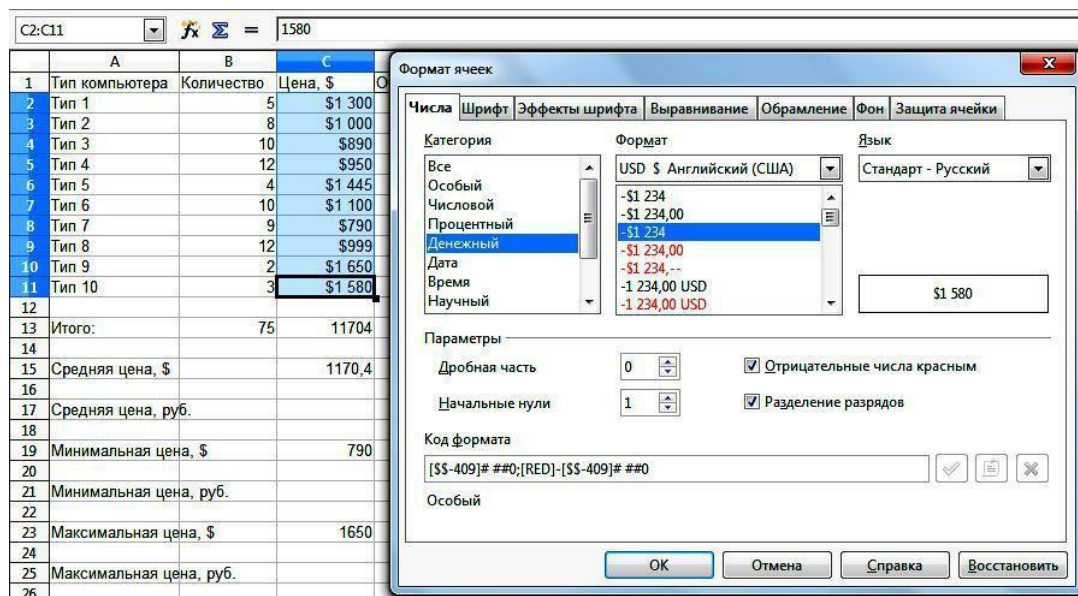 C2:C11 fx Σ = 1580
A B C
1 Тип компьютера Количество Цена, $ О
2 Тип 1 5 $1 300
3 Тип 2 8 $1 000
4 Тип 3 10 $890
5 Тип 4 12 $950
6 Тип 5 4 $1 445
7 Тип 6 10 $1 100
8 Тип 7 9 $790
9 Тип 8 12 $999
10 Тип 9 2 $1 650
11 Тип 10 3 $1 580
12
13 Итого: 75 11704
14
15 Средняя цена, $ 1170,4
16
17 Средняя цена, руб.
18
19 Минимальная цена, $ 790
20
21 Минимальная цена, руб.
22
23 Максимальная цена, $ 1650
24
25 Максимальная цена, руб.
26
Формат ячеек
Числа Шрифт Эффекты шрифта Выравнивание Обрамление Фон Защита ячейки
Категория
Все
Особый
Числовой
Процентный
Денежный
Дата
Время
Научный
Формат
USD $ Английский (США)
-$1 234
-$1 234,00
-$1 234
-$1 234,00
-$1 234,--
-1 234,00 USD
-1 234,00 USD
Язык
Стандарт - Русский
$1 580
Параметры
Дробная часть 0 Отрицательные числа красным
Начальные нули 1 Разделение разрядов
Код формата
[$$-409]# ##0;[RED]-[$$-409]# ##0
Особый
OK Отмена Справка Восстановить